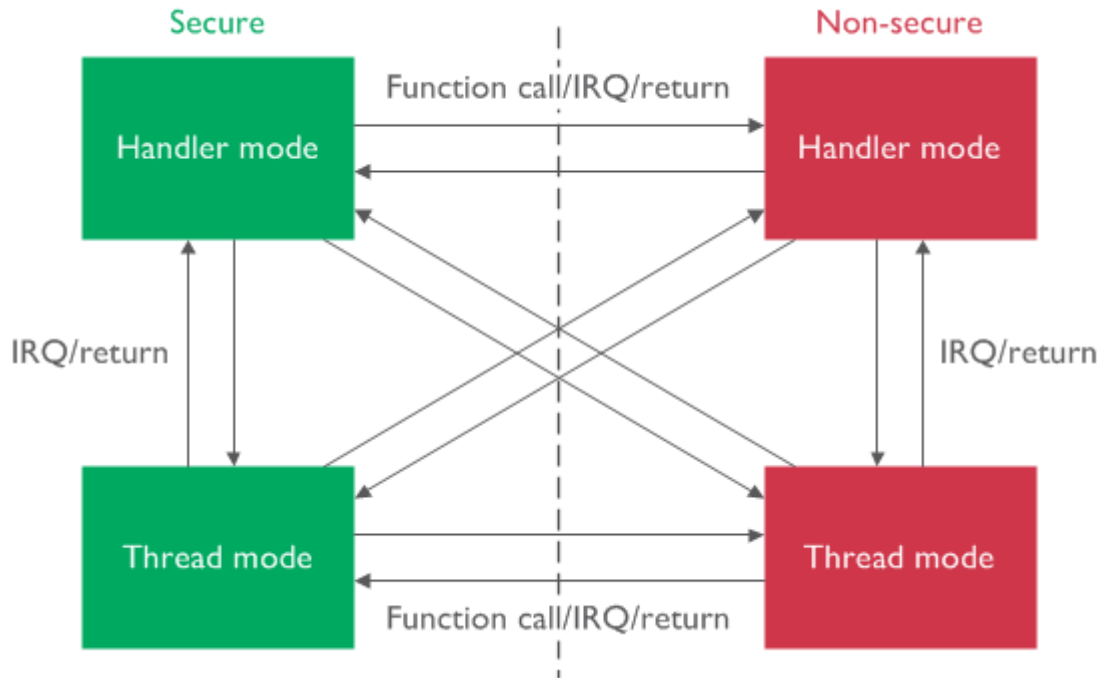 Secure
Non-secure
Function call/IRQ/return
Handler mode
Handler mode
IRQ/return
IRQ/return
Thread mode
Thread mode
Function call/IRQ/return